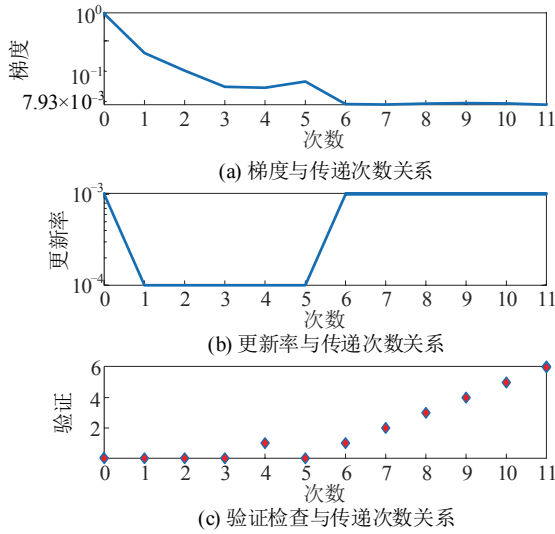 10⁰
梯度
10⁻¹
7.93×10⁻³
0 1 2 3 4 5 6 7 8 9 10 11
次数
(a) 梯度与传递次数关系
10⁻³
更新率
10⁻⁴
0 1 2 3 4 5 6 7 8 9 10 11
次数
(b) 更新率与传递次数关系
6
验证
4
2
0 1 2 3 4 5 6 7 8 9 10 11
次数
(c) 验证检查与传递次数关系